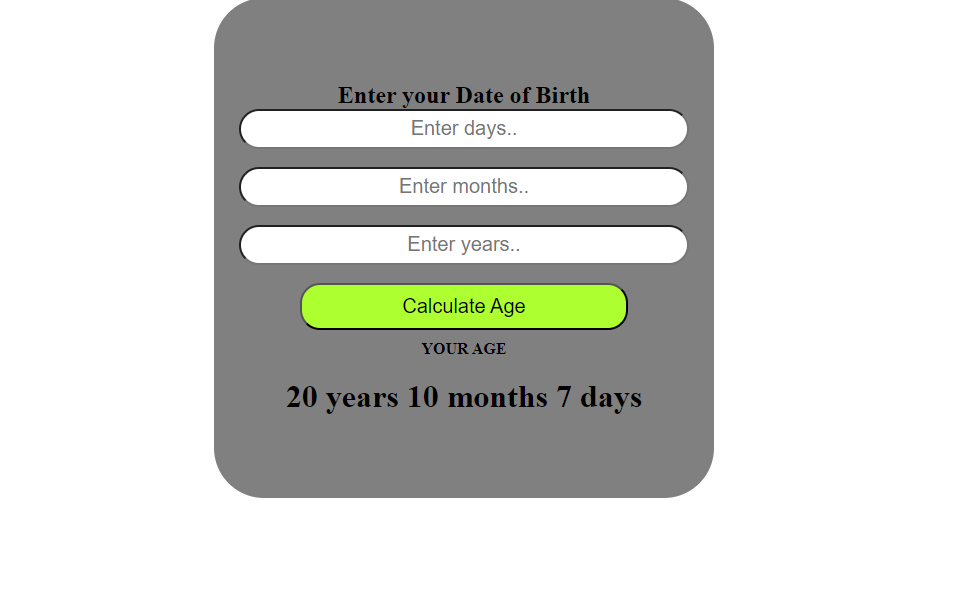 Enter your Date of Birth
Enter days..
Enter months..
Enter years..
Calculate Age
YOUR AGE
20 years 10 months 7 days